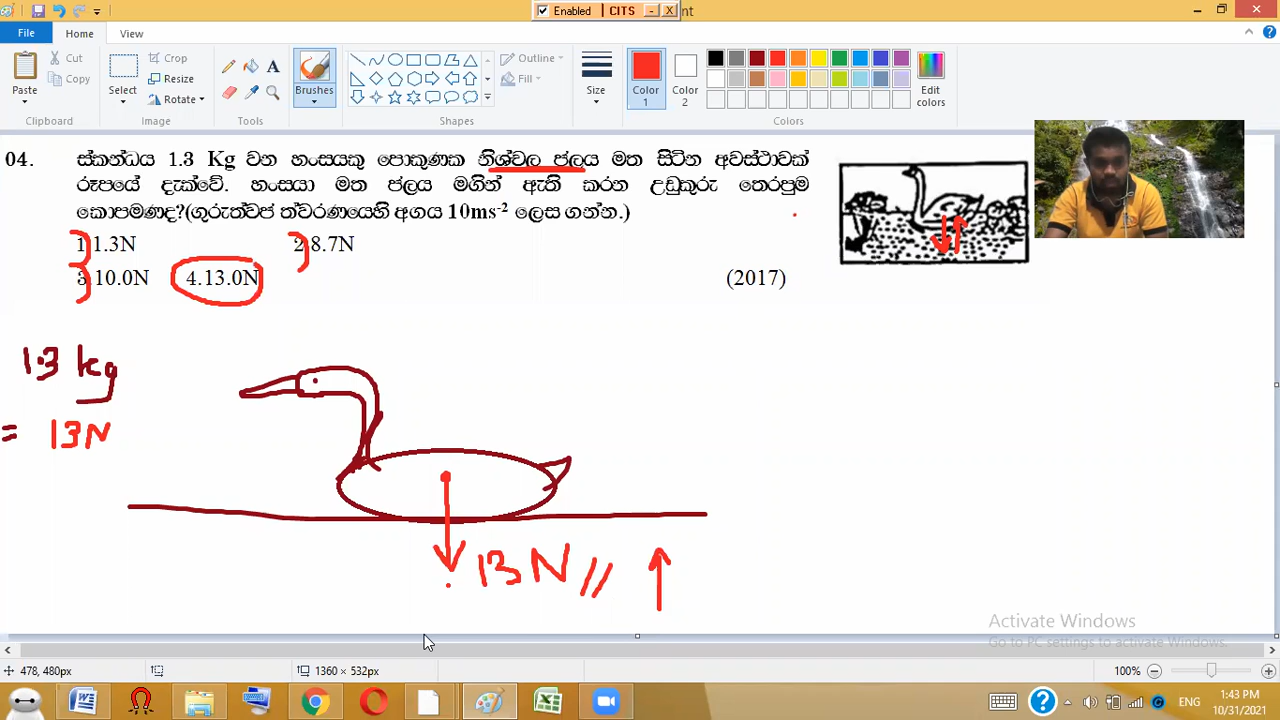 Enabled | CITS nt
File Home View
Paste Cut Copy Clipboard
Select Crop Resize Rotate Image
Tools
Brushes
Shapes Outline Fill
Size
Color 1 Color 2 Edit colors Colors
04. ස්කන්ධය 1.3 Kg වන හංසයකු පොකුණක නිශ්චල ජලය මත සිටින අවස්ථාවක්
රූපයේ දැක්වේ. හංසයා මත ජලය මගින් ඇති කරන උඩුකුරු තෙරපුම
කොපමණද?(ගුරුත්වජ ත්වරණයෙහි අගය 10ms-2 ලෙස ගන්න.)
1.1.3N 2.8.7N
3.10.0N 4.13.0N (2017)
1.3 kg
= 13N
13N //
Activate Windows
Go to PC settings to activate Windows.
478, 480px 1360 × 532px 100%
ENG 1:43 PM
10/31/2021